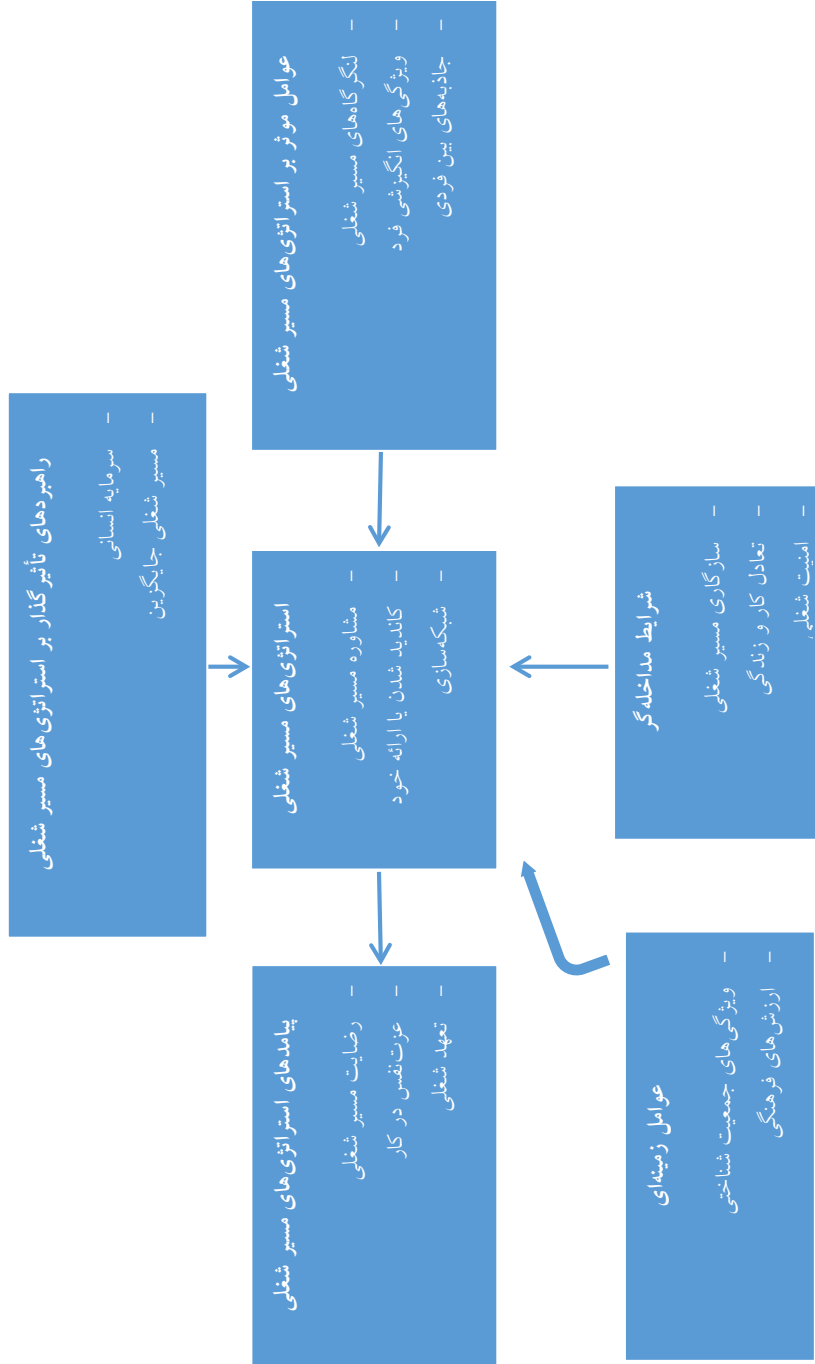 راهبردهای تأثیرگذار بر استراتژی‌های مسیر شغلی
- سرمایه انسانی
- مسیر شغلی جایگزین
عوامل موثر بر استراتژی‌های مسیر شغلی
- لنگرگاه‌های مسیر شغلی
- ویژگی‌های انگیزشی فرد
- جاذبه‌های بین فردی
استراتژی‌های مسیر شغلی
- مشاوره مسیر شغلی
- کاندید شدن یا ارائه خود
- شبکه‌سازی
پیامدهای استراتژی‌های مسیر شغلی
- رضایت مسیر شغلی
- عزت‌نفس در کار
- تعهد شغلی
شرایط مداخله‌گر
- سازگاری مسیر شغلی
- تعادل کار و زندگی
- امنیت شغلی
عوامل زمینه‌ای
- ویژگی‌های جمعیت شناختی
- ارزش‌های فرهنگی